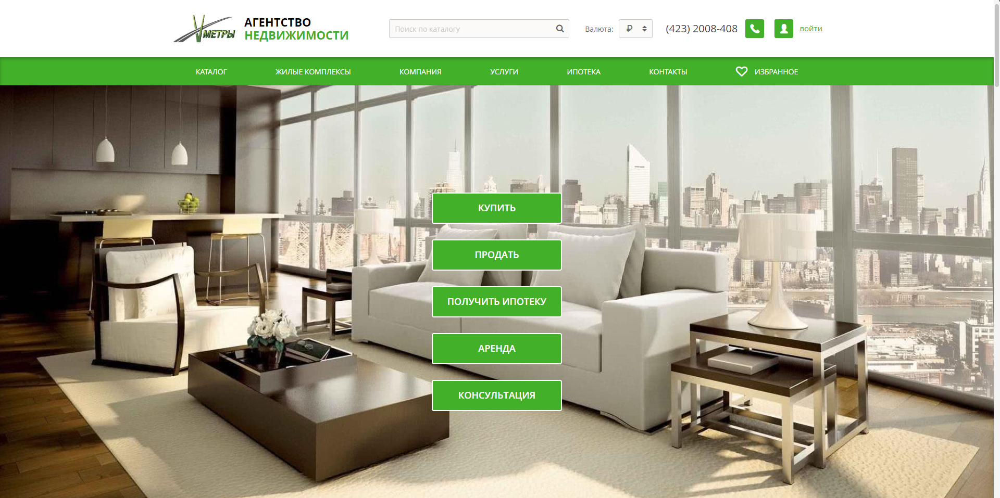 МЕТРЫ
АГЕНТСТВО
НЕДВИЖИМОСТИ
Поиск по каталогу
Валюта: ₽
(423) 2008-408
войти
КАТАЛОГ ЖИЛЫЕ КОМПЛЕКСЫ КОМПАНИЯ УСЛУГИ ИПОТЕКА КОНТАКТЫ ИЗБРАННОЕ
КУПИТЬ
ПРОДАТЬ
ПОЛУЧИТЬ ИПОТЕКУ
АРЕНДА
КОНСУЛЬТАЦИЯ